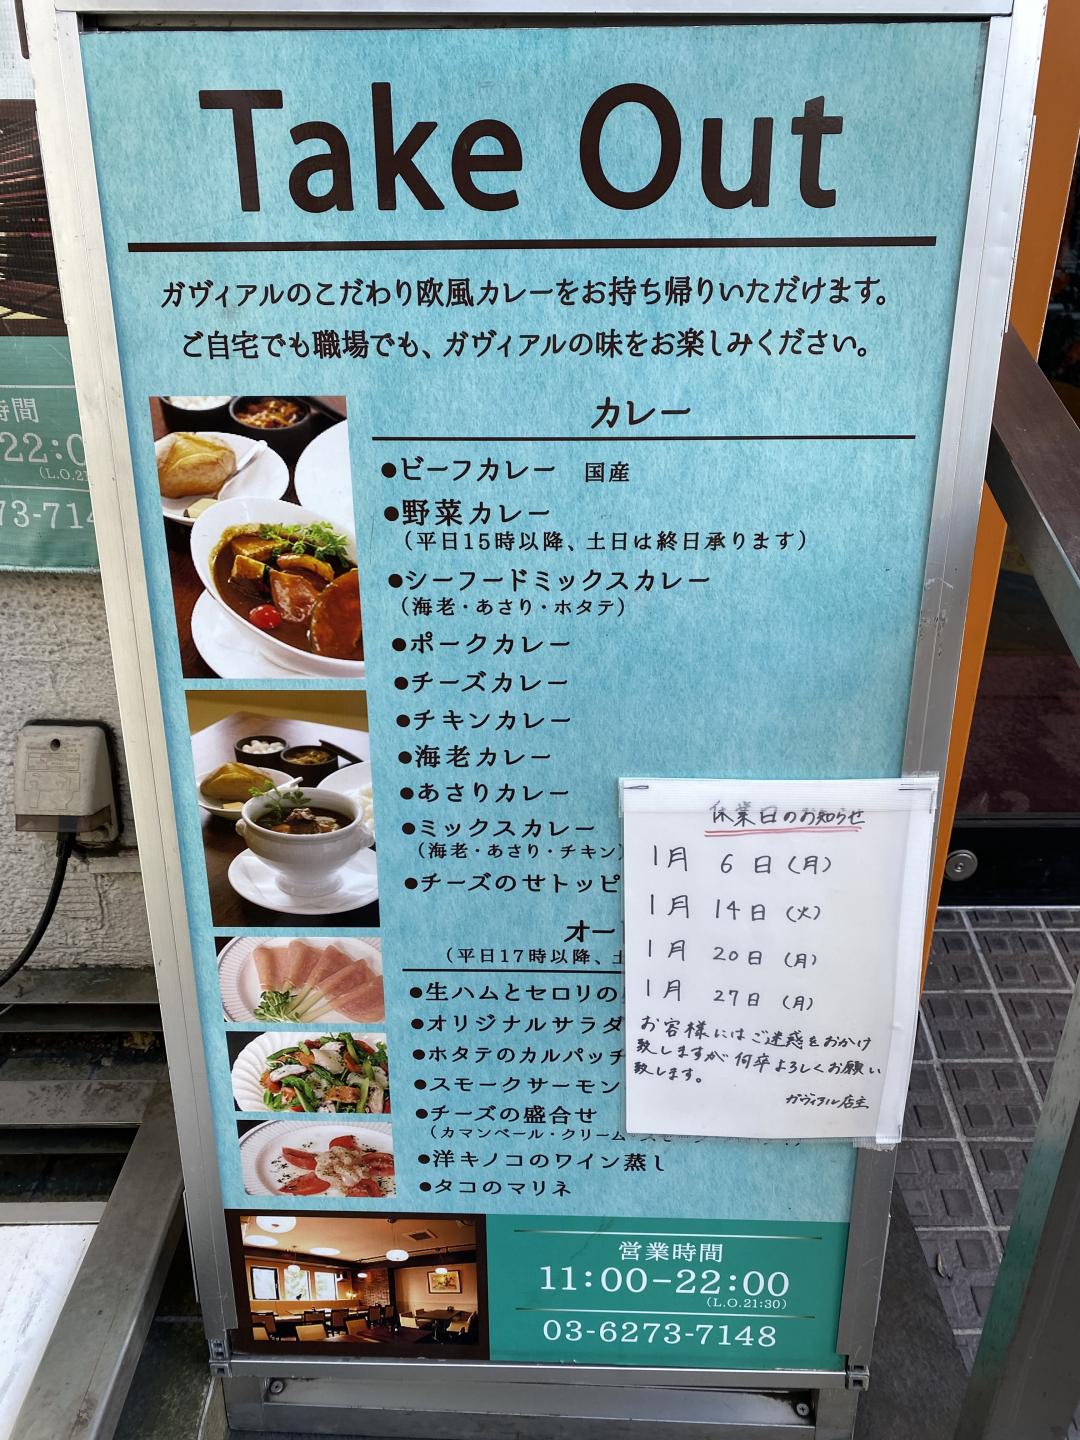 Take Out
ガヴィアルのこだわり欧風カレーをお持ち帰りいただけます。
ご自宅でも職場でも、ガヴィアルの味をお楽しみください。
カレー
●ビーフカレー 国産
●野菜カレー
（平日15時以降、土日は終日承ります）
●シーフードミックスカレー
（海老・あさり・ホタテ）
●ポークカレー
●チーズカレー
●チキンカレー
●海老カレー
●あさりカレー
●ミックスカレー
（海老・あさり・チキン）
●チーズのせトッピ
オー
（平日17時以降、土
●生ハムとセロリの
●オリジナルサラダ
●ホタテのカルパッチ
●スモークサーモン
●チーズの盛合せ
（カマンベール・クリーム・
●洋キノコのワイン蒸し
●タコのマリネ
営業時間
11:00-22:00
（L.O.21:30）
03-6273-7148
休業日のお知らせ
1月 6日（月）
1月 14日（火）
1月 20日（月）
1月 27日（月）
お客様にはご迷惑をおかけ
致しますが何卒よろしくお願い
致します。
ガヴィアル店主
時間
22:0
（L.O.21
73-714